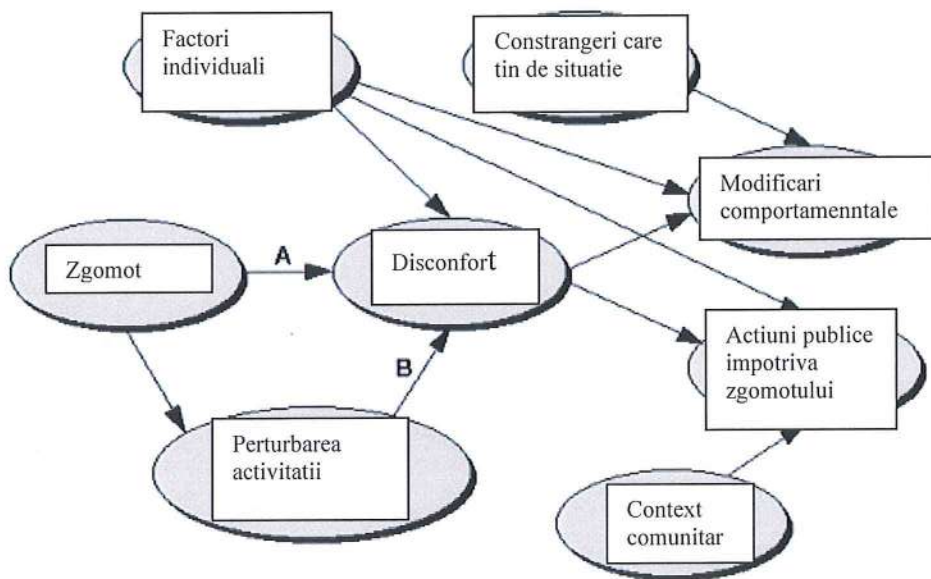 Factori
individuali
Constrangeri care
tin de situatie
Modificari
comportamenntale
Zgomot
A
Disconfort
B
Actiuni publice
impotriva
zgomotului
Perturbarea
activitatii
Context
comunitar